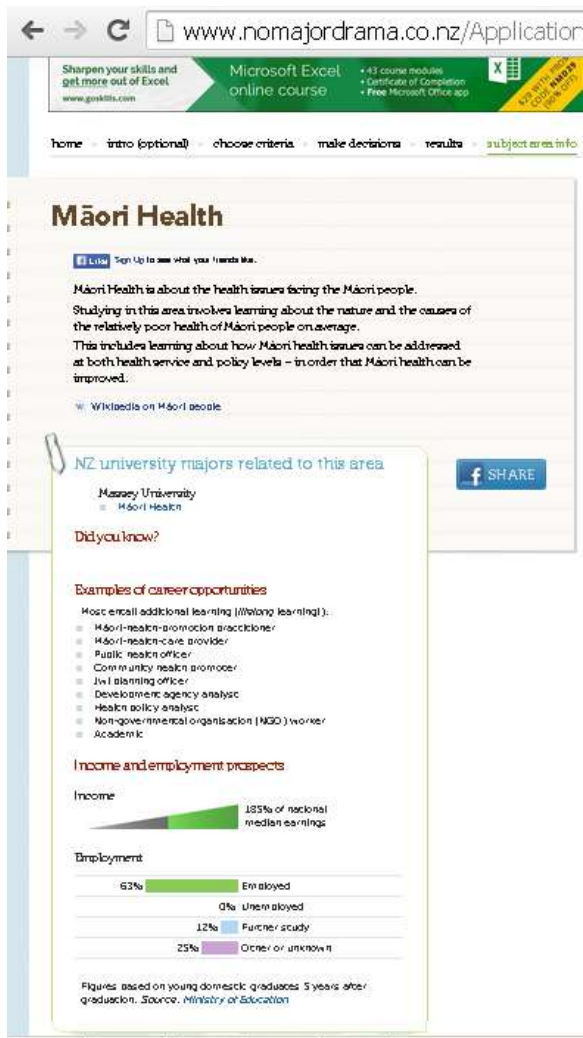 www.nomajordrama.co.nz/Application
Sharpen your skills and
get more out of Excel
www.goskills.com
Microsoft Excel
online course
• 43 course modules
• Certificate of Completion
• Free Microsoft Office app
$29 WITH PROMO
CODE NMD29
home intro (optional) choose criteria make decisions results subject area info
Māori Health
Like Sign Up to see what your friends like.
Māori Health is about the health issues facing the Māori people.
Studying in this area involves learning about the nature and the causes of
the relatively poor health of Māori people on average.
This includes learning about how Māori health issues can be addressed
at both health service and policy levels – in order that Māori health can be
improved.
Wikipedia on Māori people
NZ university majors related to this area
SHARE
Massey University
Māori Health
Did you know?
Examples of career opportunities
Most entail additional learning (lifelong learning!).
Māori-health-promotion practitioner
Māori-health-care provider
Public health officer
Community health promoter
Iwi planning officer
Development agency analyst
Health policy analyst
Non-governmental organisation (NGO) worker
Academic
Income and employment prospects
Income
185% of national
median earnings
Employment
63% Employed
0% Unemployed
12% Further study
25% Other or unknown
Figures based on young domestic graduates 5 years after
graduation. Source: Ministry of Education